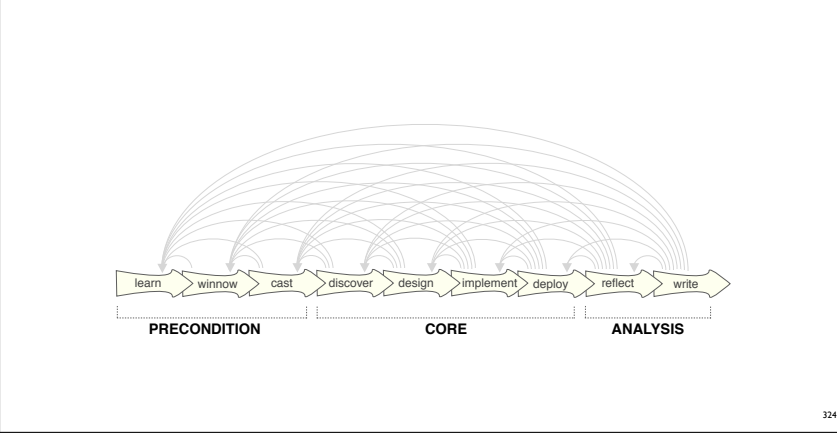 learn winnow cast discover design implement deploy reflect write
PRECONDITION CORE ANALYSIS
324